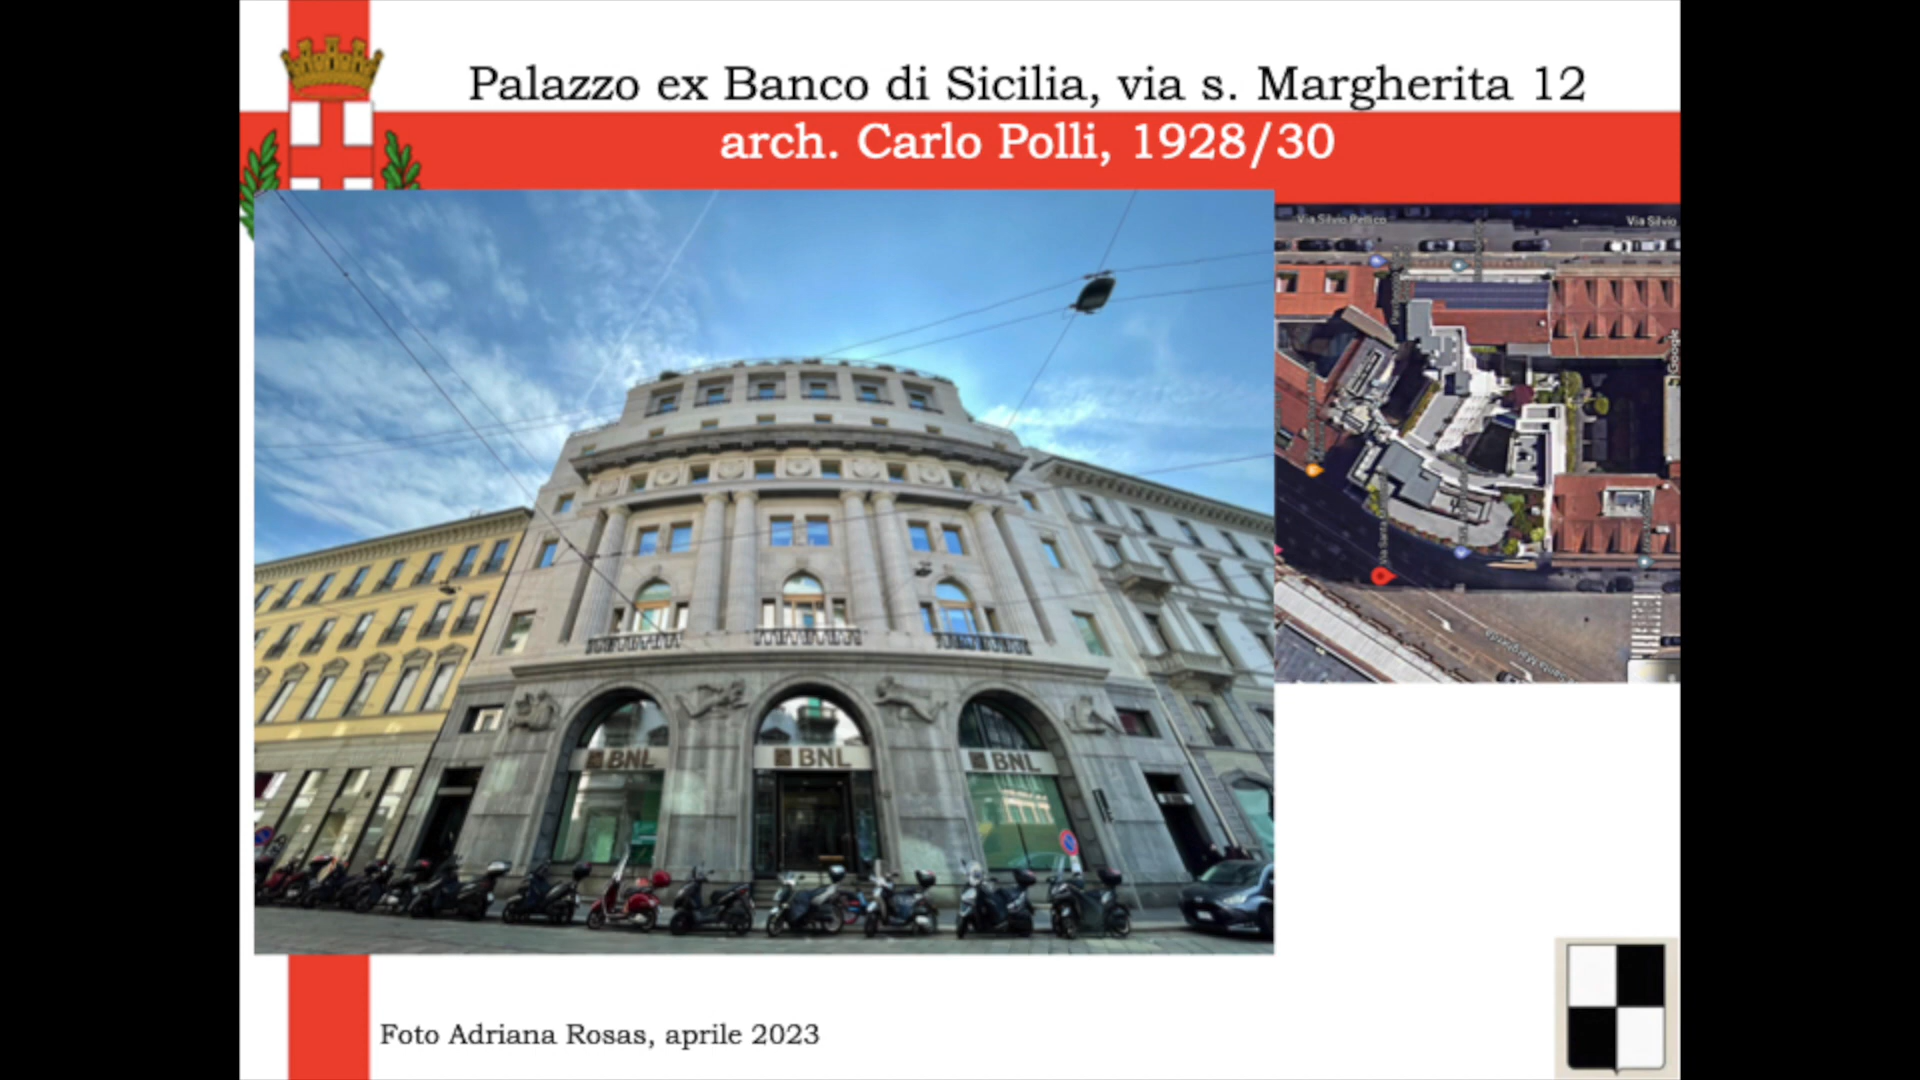 Palazzo ex Banco di Sicilia, via s. Margherita 12
arch. Carlo Polli, 1928/30
Via Silvio Pellico
Via Silvio
Google
BNL
BNL
BNL
Foto Adriana Rosas, aprile 2023